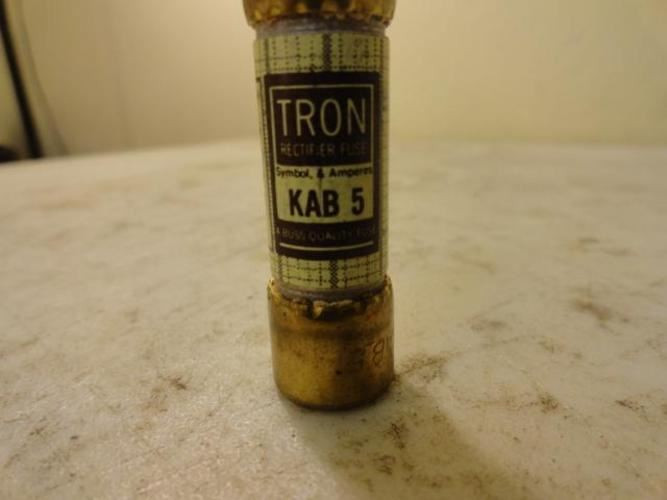 TRON
RECTIFIER FUSE
Symbol, & Amperes
KAB 5
A BUSS QUALITY FUSE